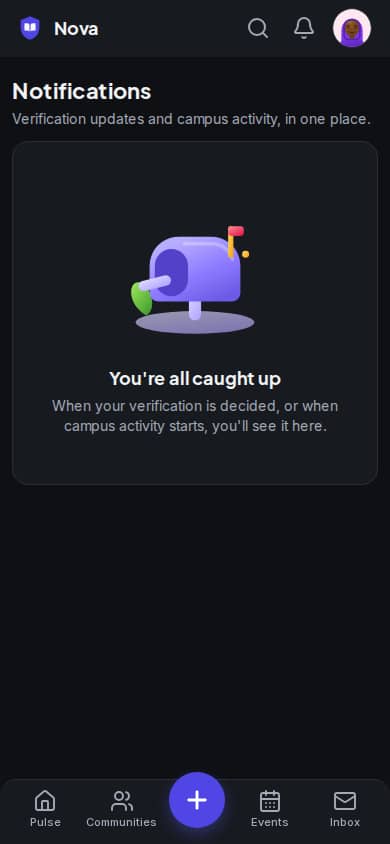 Nova
Notifications
Verification updates and campus activity, in one place.
You're all caught up
When your verification is decided, or when
campus activity starts, you'll see it here.
Pulse
Communities
Events
Inbox